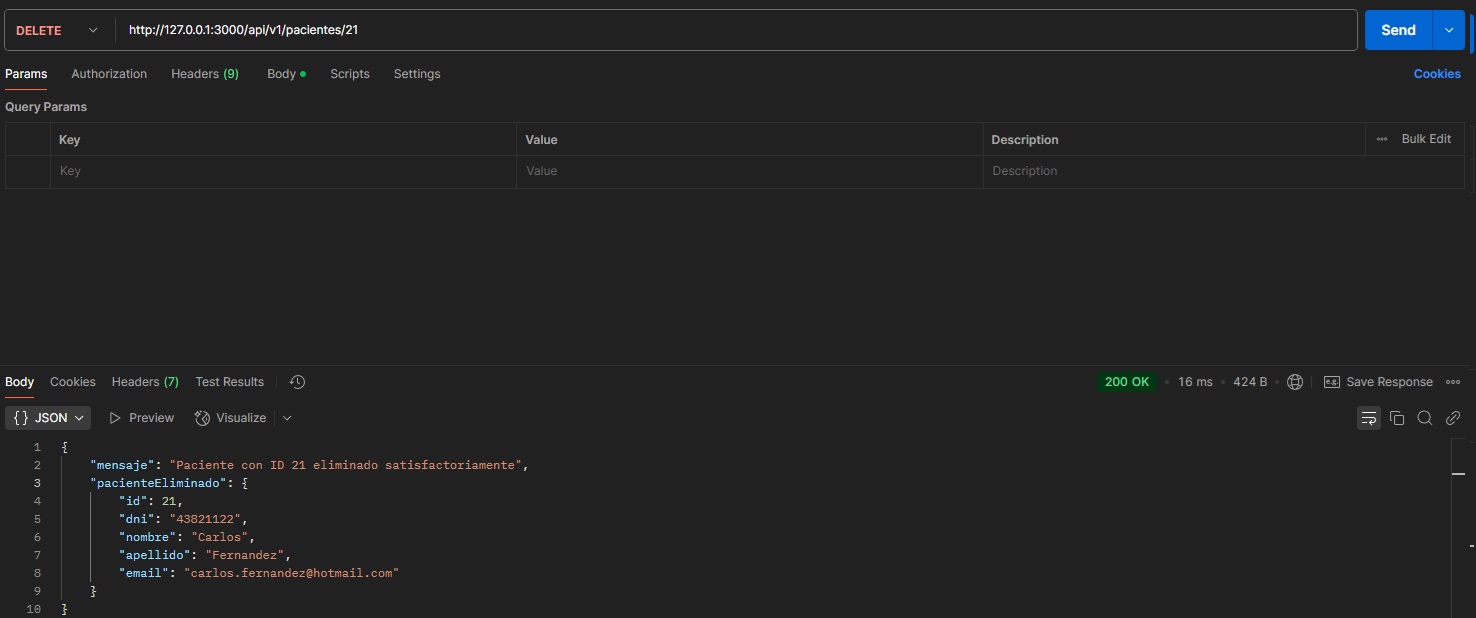 DELETE http://127.0.0.1:3000/api/v1/pacientes/21 Send
Params Authorization Headers (9) Body Scripts Settings Cookies
Query Params
Key Value Description ··· Bulk Edit
Key Value Description
Body Cookies Headers (7) Test Results 200 OK • 16 ms • 424 B • e.g. Save Response ···
{} JSON Preview Visualize
1 {
2 "mensaje": "Paciente con ID 21 eliminado satisfactoriamente",
3 "pacienteEliminado": {
4 "id": 21,
5 "dni": "43821122",
6 "nombre": "Carlos",
7 "apellido": "Fernandez",
8 "email": "carlos.fernandez@hotmail.com"
9 }
10 }